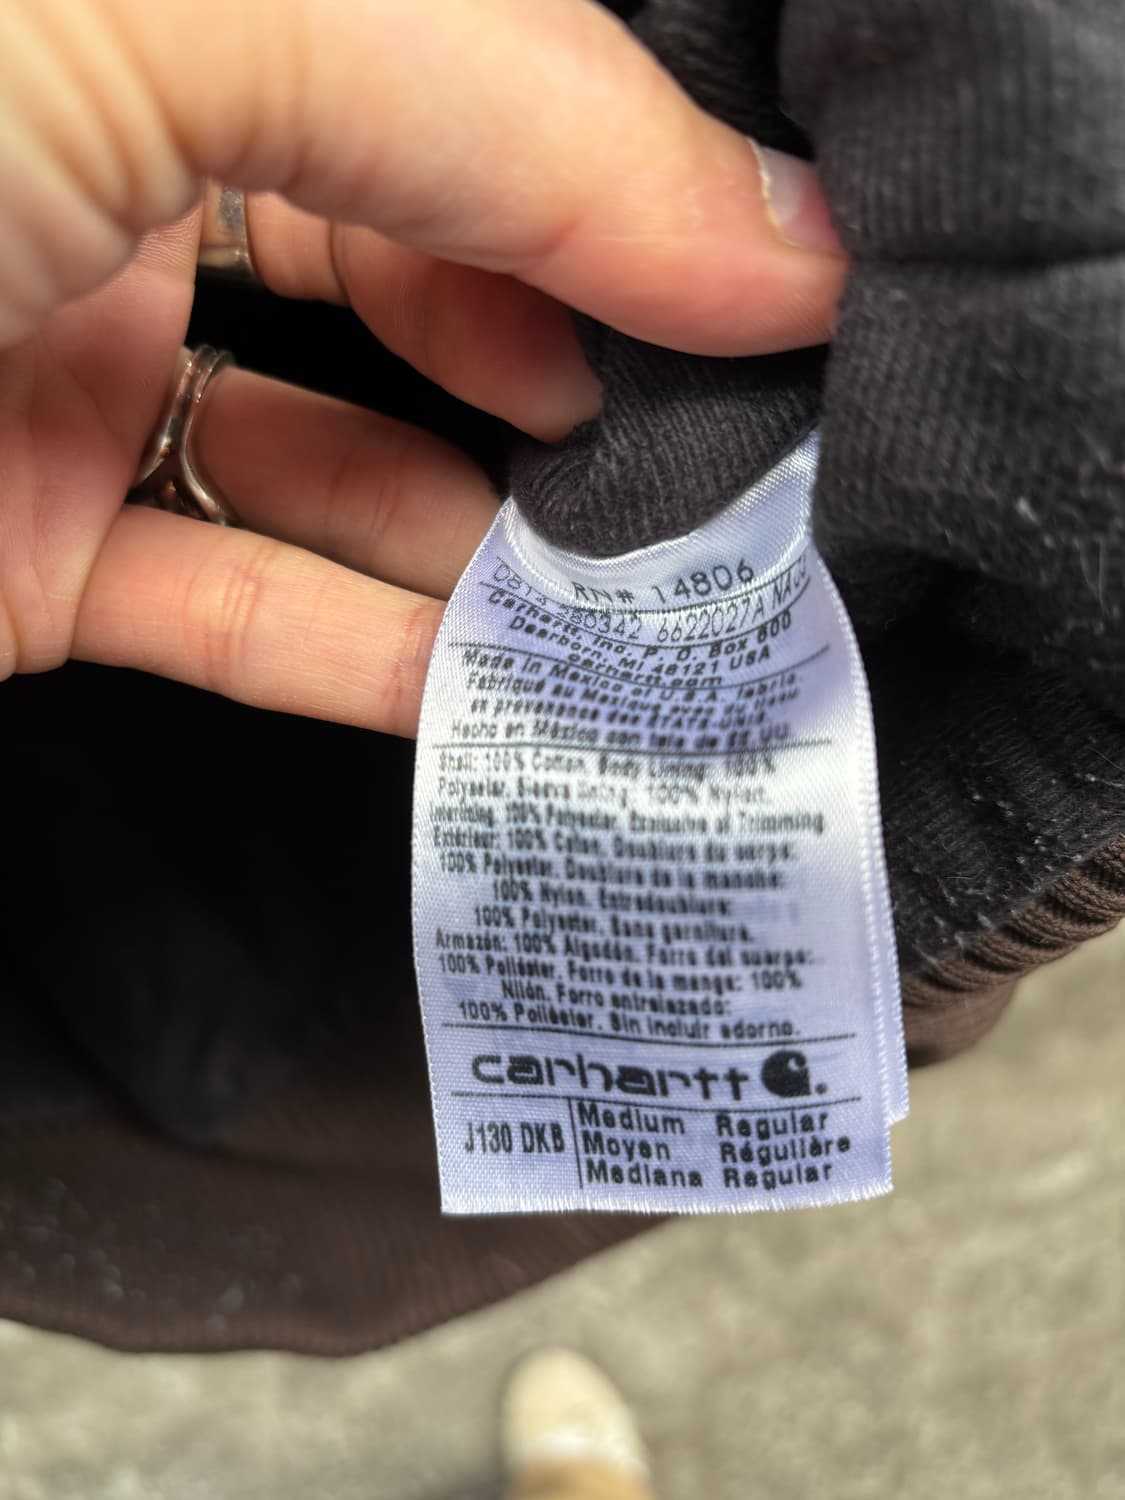 RN# 14806
0813 280342 6622027A NA
Carhartt, Inc. P. O. Box 600
Dearborn, MI 48121 USA
carhartt.com
Made in Mexico of U S A fabric.
Fabriqué au Mexique avec du tissu
en provenance des ÉTATS-UNIS.
Hecho en México con tela de EE UU
Shell: 100% Cotton. Body Lining: 100%
Polyester. Sleeve lining: 100% Nylon.
Interlining: 100% Polyester. Exclusive of Trimming
Extérieur: 100% Coton. Doublure du corps:
100% Polyester. Doublure de la manche:
100% Nylon. Entredoublure:
100% Polyester. Sans garniture.
Armazón: 100% Algodón. Forro del cuerpo:
100% Poliéster. Forro de la manga: 100%
Nilón. Forro entrelazado:
100% Poliéster. Sin incluir adorno.
carhartt
J130 DKB
Medium Regular
Moyen Régulière
Mediana Regular